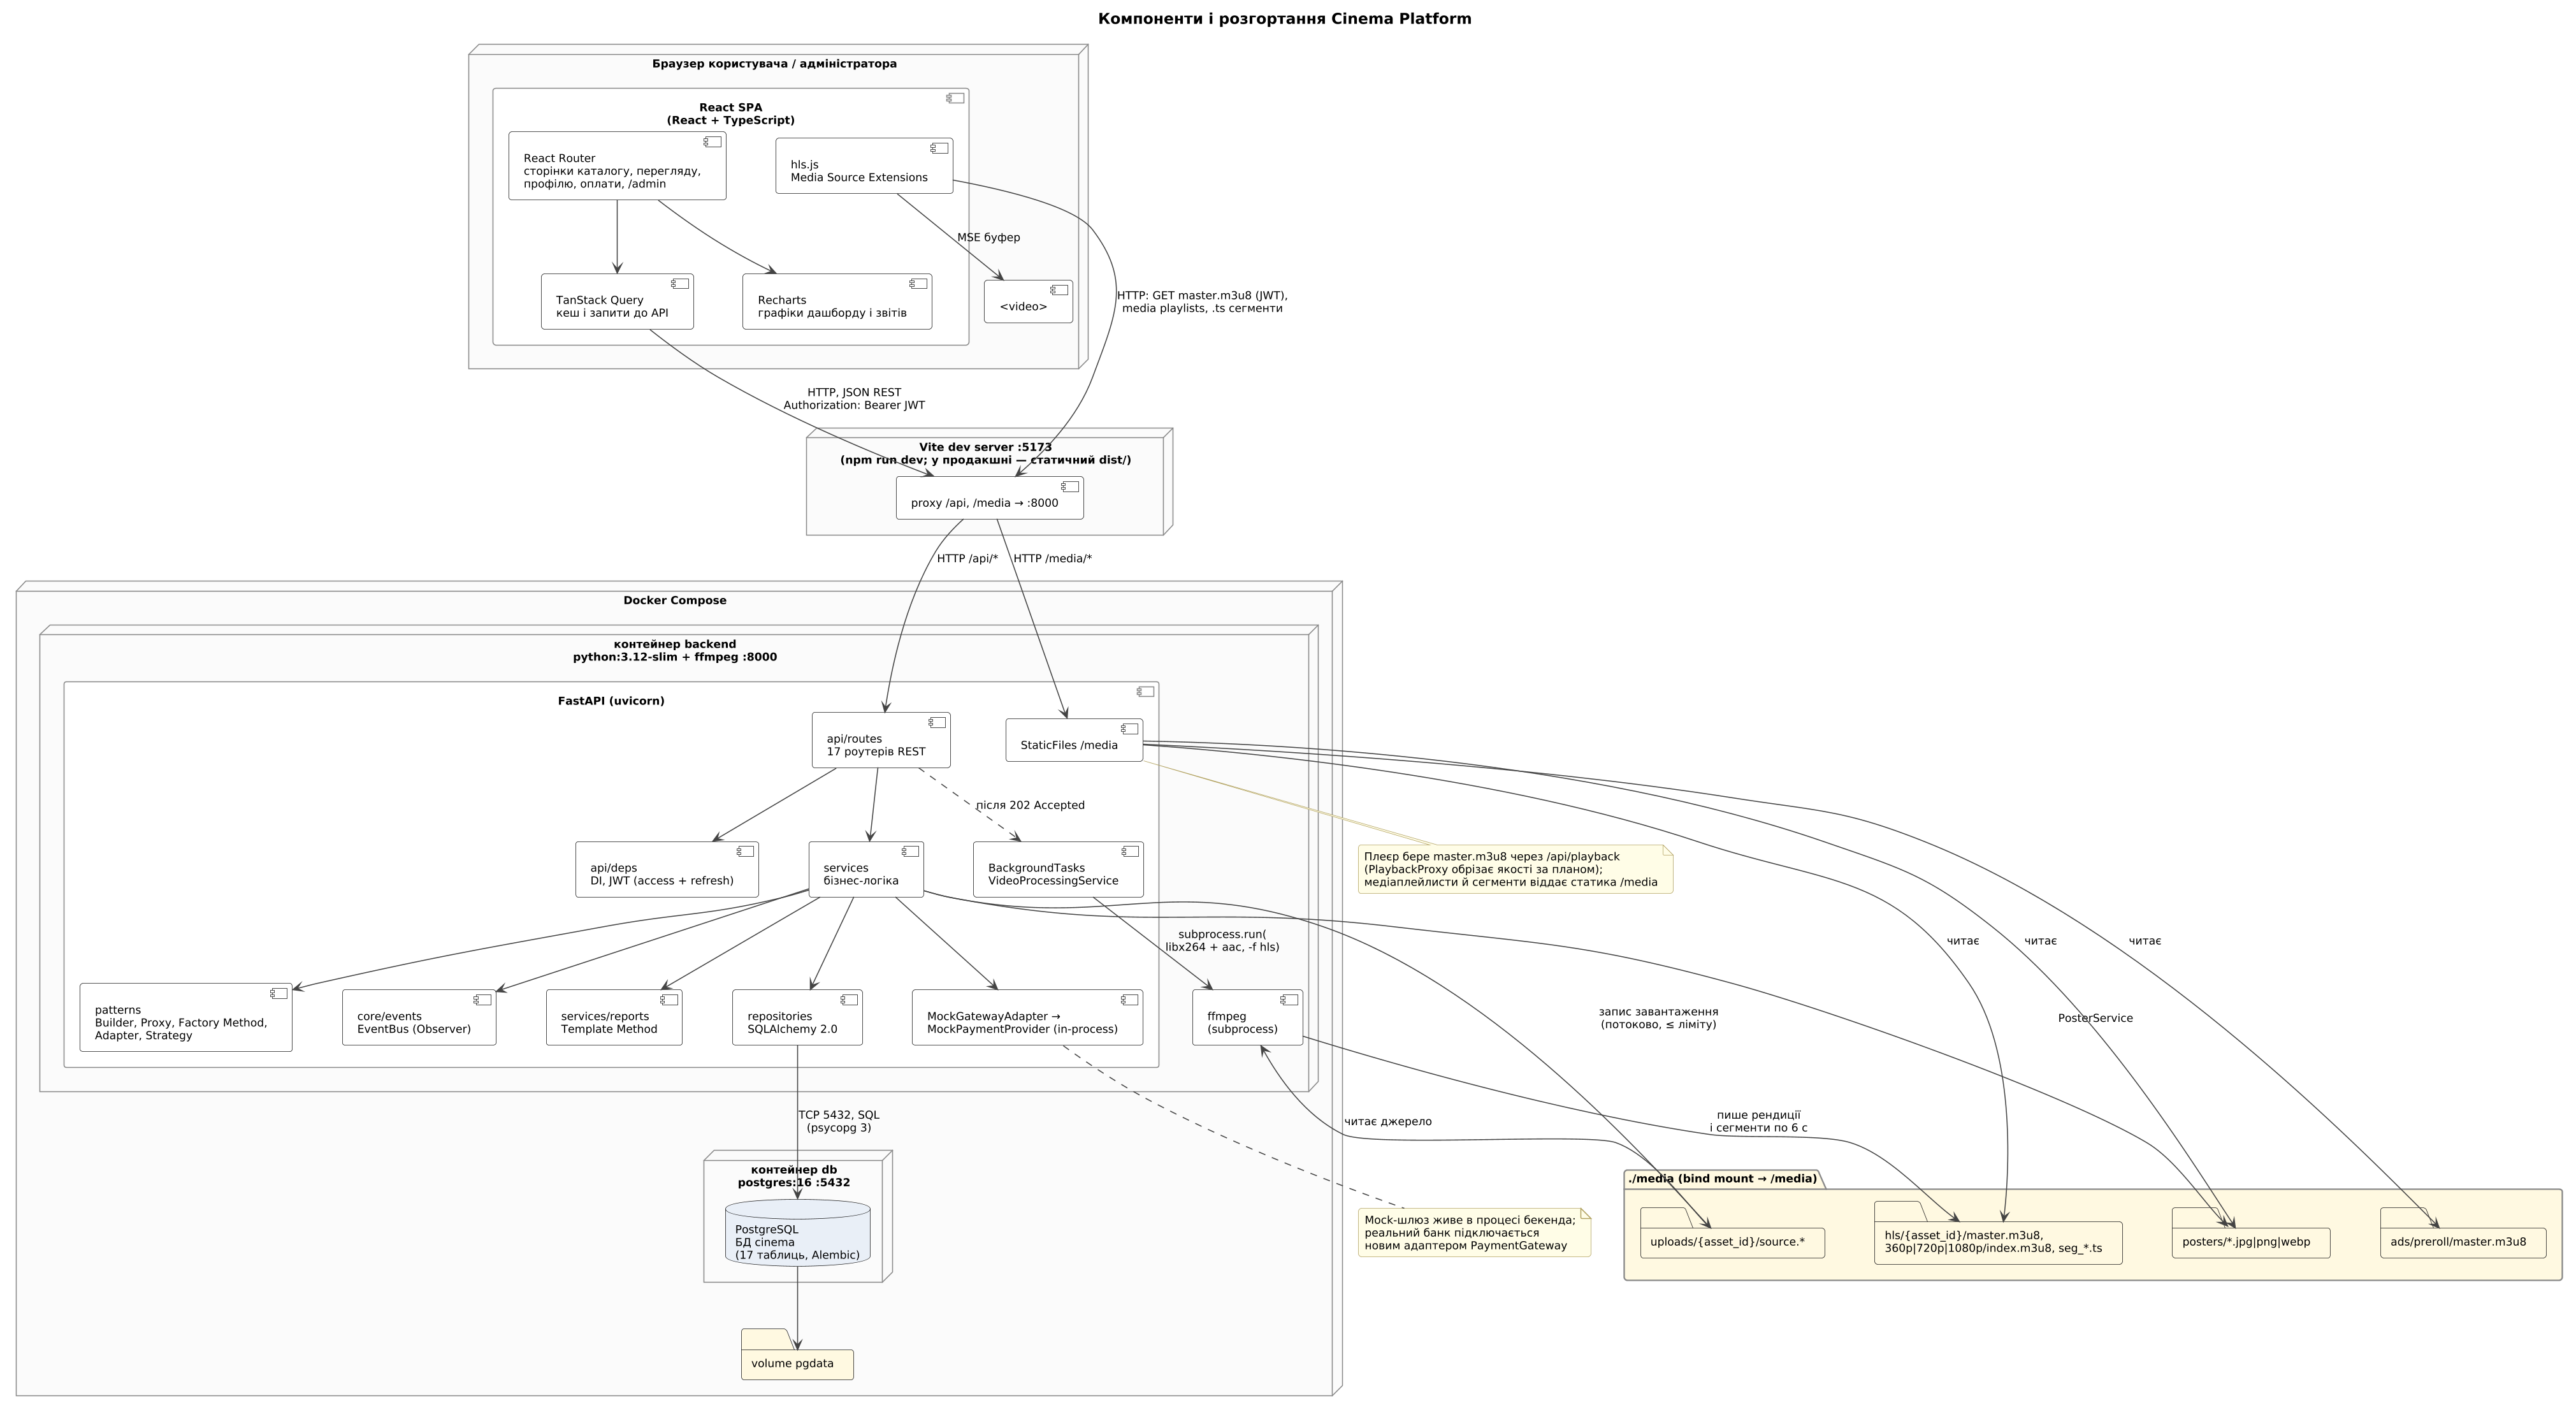 Компоненти і розгортання Cinema Platform
Браузер користувача / адміністратора
React SPA
(React + TypeScript)
React Router
сторінки каталогу, перегляду,
профілю, оплати, /admin
hls.js
Media Source Extensions
MSE буфер
TanStack Query
кеш і запити до API
Recharts
графіки дашборду і звітів
<video>
HTTP: GET master.m3u8 (JWT),
media playlists, .ts сегменти
HTTP, JSON REST
Authorization: Bearer JWT
Vite dev server :5173
(npm run dev; у продакшні — статичний dist/)
proxy /api, /media → :8000
HTTP /api/*
HTTP /media/*
Docker Compose
контейнер backend
python:3.12-slim + ffmpeg :8000
FastAPI (uvicorn)
api/routes
17 роутерів REST
StaticFiles /media
після 202 Accepted
api/deps
DI, JWT (access + refresh)
services
бізнес-логіка
BackgroundTasks
VideoProcessingService
Плеєр бере master.m3u8 через /api/playback
(PlaybackProxy обрізає якості за планом);
медіаплейлисти й сегменти віддає статика /media
subprocess.run(
libx264 + aac, -f hls)
читає
читає
читає
patterns
Builder, Proxy, Factory Method,
Adapter, Strategy
core/events
EventBus (Observer)
services/reports
Template Method
repositories
SQLAlchemy 2.0
MockGatewayAdapter →
MockPaymentProvider (in-process)
ffmpeg
(subprocess)
запис завантаження
(потоково, ≤ ліміту)
PosterService
TCP 5432, SQL
(psycopg 3)
читає джерело
пише рендиції
і сегменти по 6 с
контейнер db
postgres:16 :5432
PostgreSQL
БД cinema
(17 таблиць, Alembic)
Mock-шлюз живе в процесі бекенда;
реальний банк підключається
новим адаптером PaymentGateway
./media (bind mount → /media)
uploads/{asset_id}/source.*
hls/{asset_id}/master.m3u8,
360p|720p|1080p/index.m3u8, seg_*.ts
posters/*.jpg|png|webp
ads/preroll/master.m3u8
volume pgdata